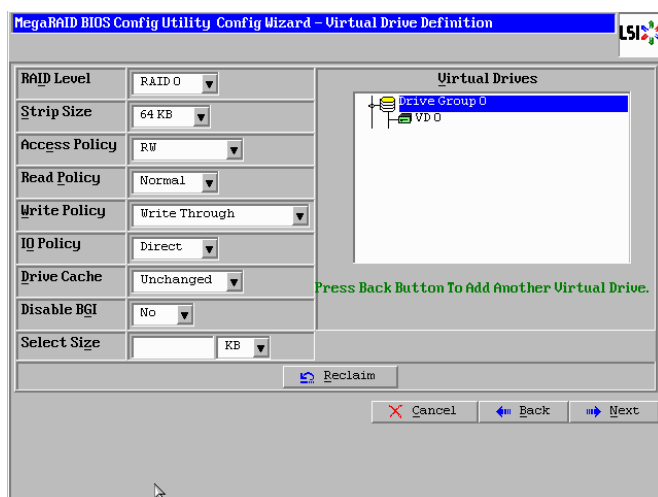 MegaRAID BIOS Config Utility Config Wizard – Virtual Drive Definition
LSI
RAID Level RAID 0
Strip Size 64 KB
Access Policy RW
Read Policy Normal
Write Policy Write Through
IO Policy Direct
Drive Cache Unchanged
Disable BGI No
Select Size KB
Virtual Drives
Drive Group 0
VD 0
Press Back Button To Add Another Virtual Drive.
Reclaim
Cancel Back Next